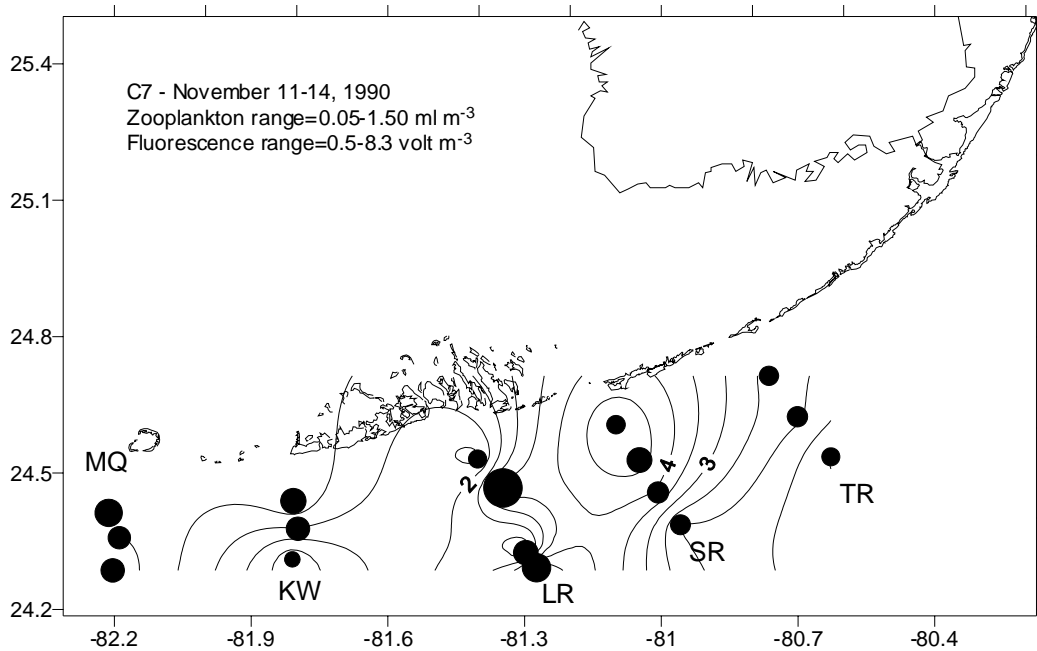 25.4
C7 - November 11-14, 1990
Zooplankton range=0.05-1.50 ml m-3
Fluorescence range=0.5-8.3 volt m-3
25.1
24.8
24.5
MQ
2
4
3
TR
SR
KW
LR
24.2
-82.2 -81.9 -81.6 -81.3 -81 -80.7 -80.4